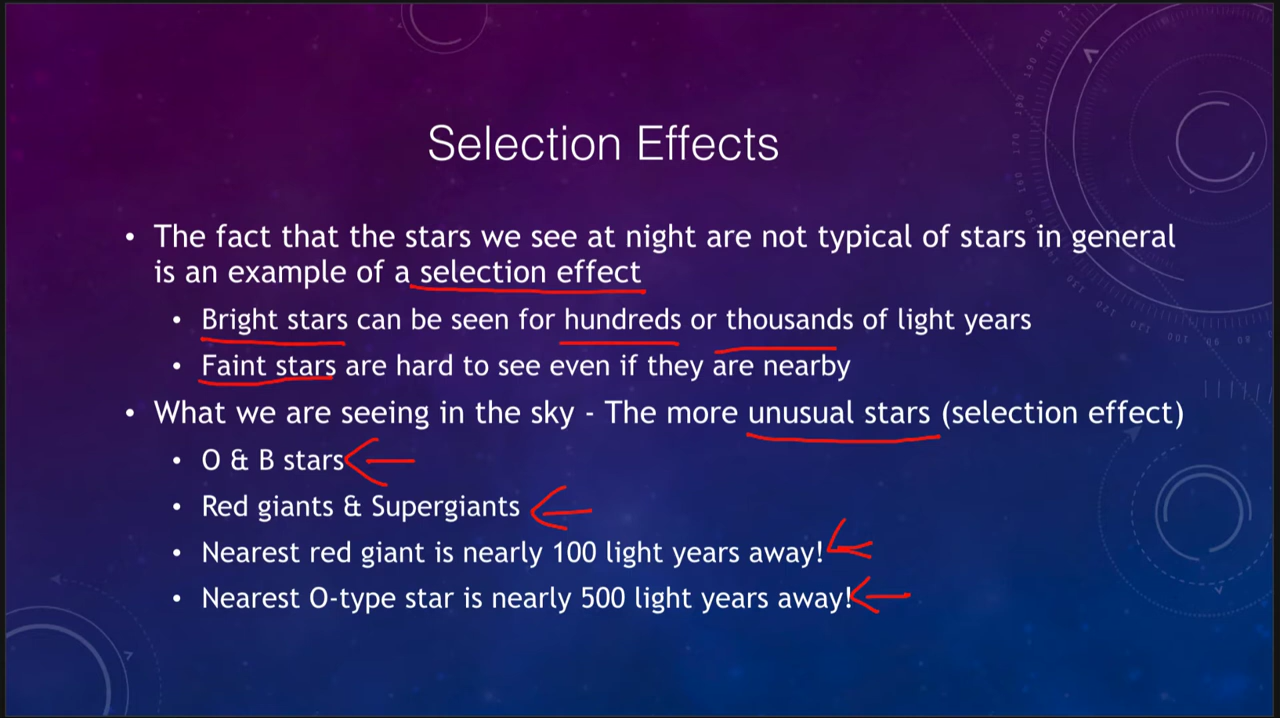 Selection Effects
• The fact that the stars we see at night are not typical of stars in general
is an example of a selection effect
• Bright stars can be seen for hundreds or thousands of light years
• Faint stars are hard to see even if they are nearby
• What we are seeing in the sky - The more unusual stars (selection effect)
• O & B stars
• Red giants & Supergiants
• Nearest red giant is nearly 100 light years away!
• Nearest O-type star is nearly 500 light years away!